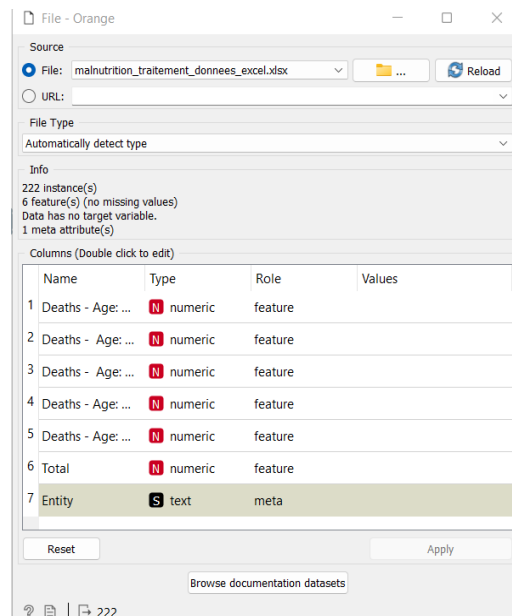 File - Orange
Source
File: malnutrition_traitement_donnees_excel.xlsx ... Reload
URL:
File Type
Automatically detect type
Info
222 instance(s)
6 feature(s) (no missing values)
Data has no target variable.
1 meta attribute(s)
Columns (Double click to edit)
Name Type Role Values
1 Deaths - Age: ... N numeric feature
2 Deaths - Age: ... N numeric feature
3 Deaths - Age: ... N numeric feature
4 Deaths - Age: ... N numeric feature
5 Deaths - Age: ... N numeric feature
6 Total N numeric feature
7 Entity S text meta
Reset Apply
Browse documentation datasets
? 222